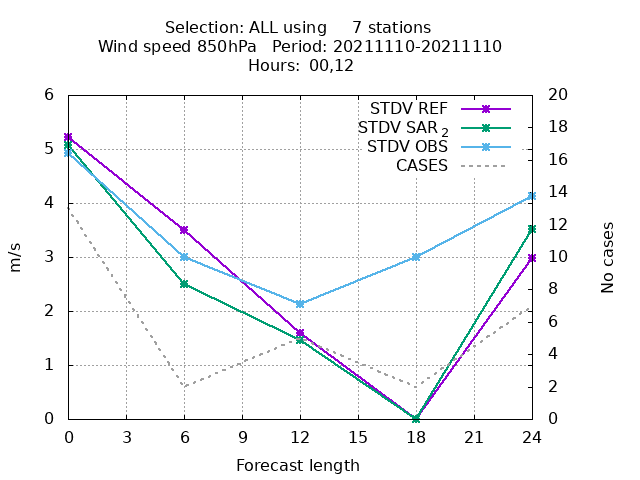 Selection: ALL using 7 stations
Wind speed 850hPa Period: 20211110-20211110
Hours: 00,12
STDV REF
STDV SAR 2
STDV OBS
CASES
6
5
4
3
2
1
0
m/s
20
18
16
14
12
10
8
6
4
2
0
No cases
0 3 6 9 12 15 18 21 24
Forecast length